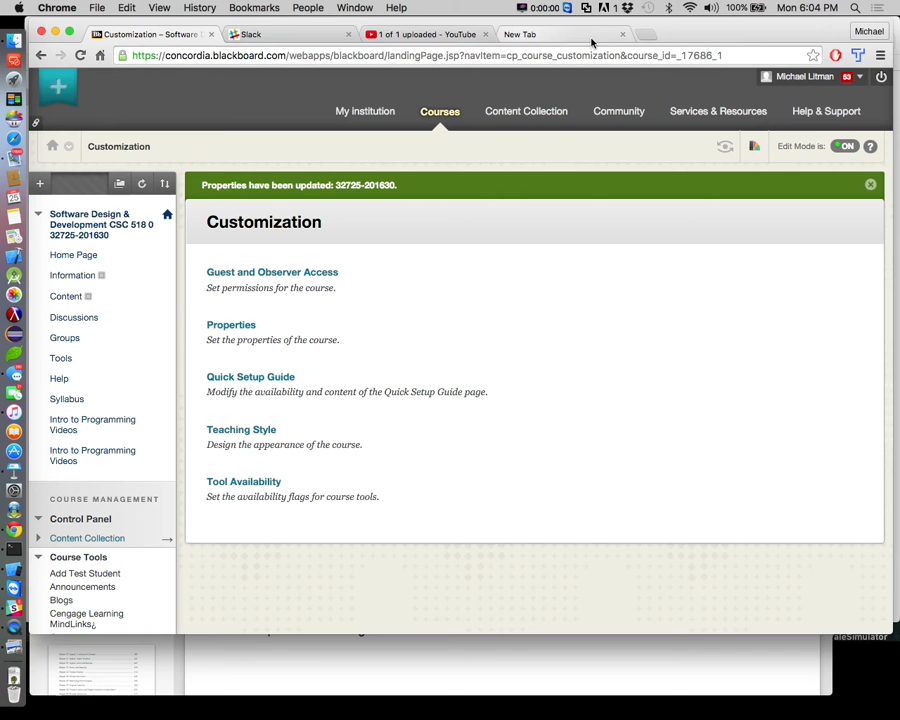 Chrome File Edit View History Bookmarks People Window Help 0:00:00 1 100% Mon 6:04 PM
Bb Customization – Software D Slack 1 of 1 uploaded - YouTube New Tab Michael
https://concordia.blackboard.com/webapps/blackboard/landingPage.jsp?navItem=cp_course_customization&course_id=_17686_1
Michael Litman 63
My institution Courses Content Collection Community Services & Resources Help & Support
Customization Edit Mode is: ON ?
Properties have been updated: 32725-201630.
Customization
Guest and Observer Access
Set permissions for the course.
Properties
Set the properties of the course.
Quick Setup Guide
Modify the availability and content of the Quick Setup Guide page.
Teaching Style
Design the appearance of the course.
Tool Availability
Set the availability flags for course tools.
Software Design &
Development CSC 518 0
32725-201630
Home Page
Information
Content
Discussions
Groups
Tools
Help
Syllabus
Intro to Programming
Videos
Intro to Programming
Videos
COURSE MANAGEMENT
Control Panel
Content Collection
Course Tools
Add Test Student
Announcements
Blogs
Cengage Learning
MindLinks¿
aleSimulator